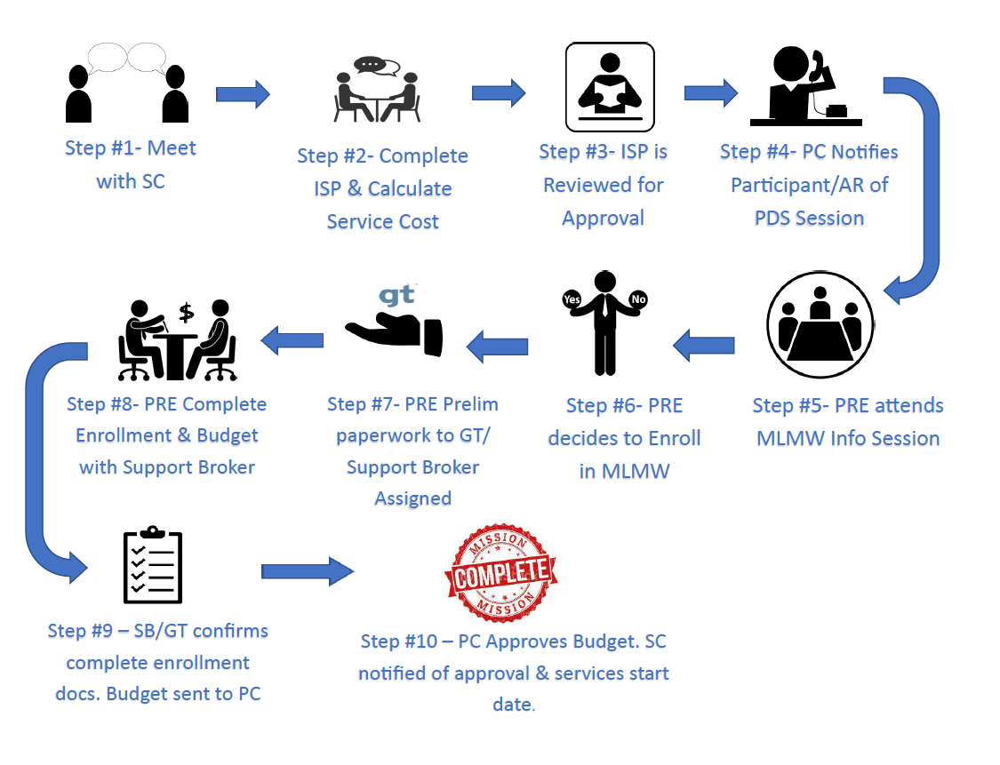 Step #1- Meet
with SC
Step #2- Complete
ISP & Calculate
Service Cost
Step #3- ISP is
Reviewed for
Approval
Step #4- PC Notifies
Participant/AR of
PDS Session
Step #5- PRE attends
MLMW Info Session
Yes
No
Step #6- PRE
decides to Enroll
in MLMW
gt
Step #7- PRE Prelim
paperwork to GT/
Support Broker
Assigned
$
Step #8- PRE Complete
Enrollment & Budget
with Support Broker
Step #9 – SB/GT confirms
complete enrollment
docs. Budget sent to PC
MISSION
COMPLETE
MISSION
Step #10 – PC Approves Budget. SC
notified of approval & services start
date.